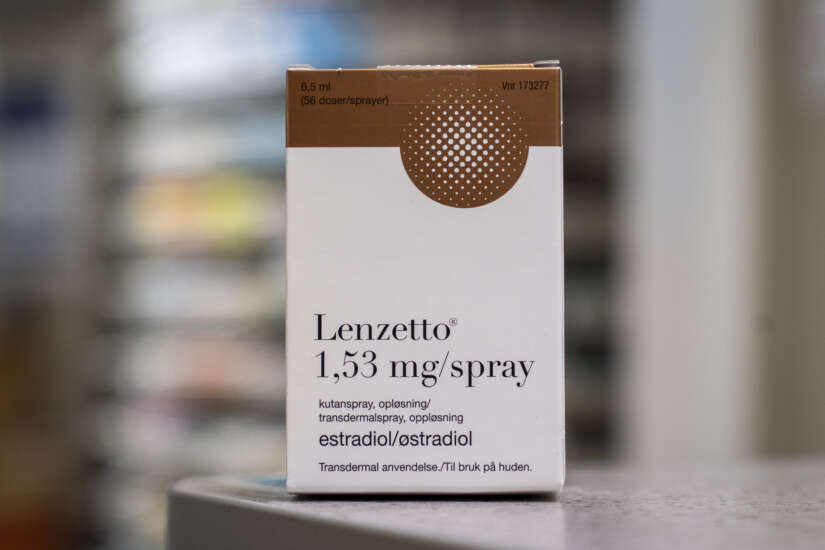 6,5 ml
(56 doser/sprayer)
Vnr 173277
Lenzetto®
1,53 mg/spray
kutanspray, opløsning/
transdermalspray, oppløsning
estradiol/østradiol
Transdermal anvendelse./Til bruk på huden.